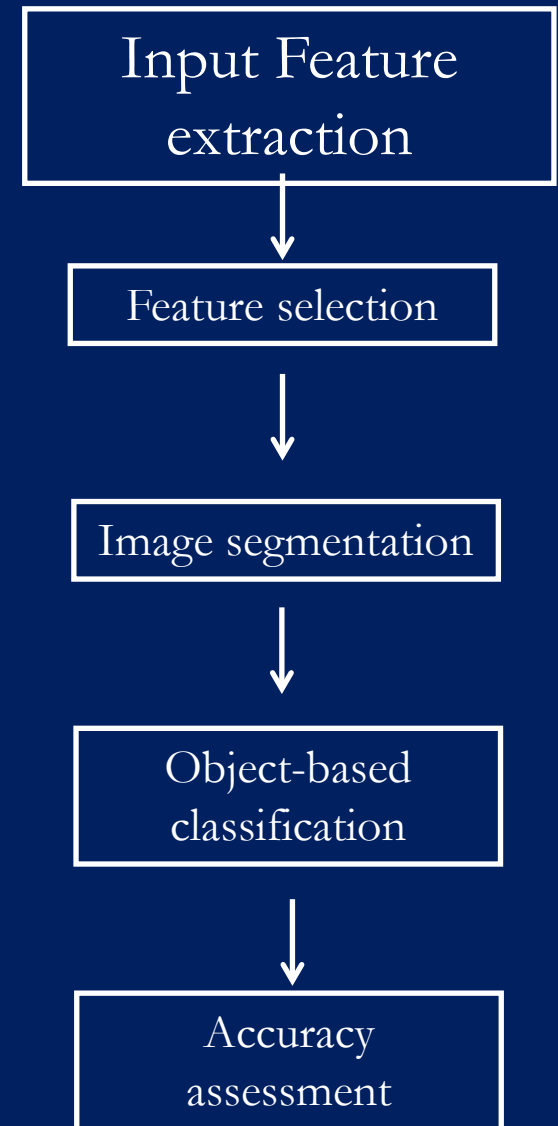 Input Feature
extraction
Feature selection
Image segmentation
Object-based
classification
Accuracy
assessment